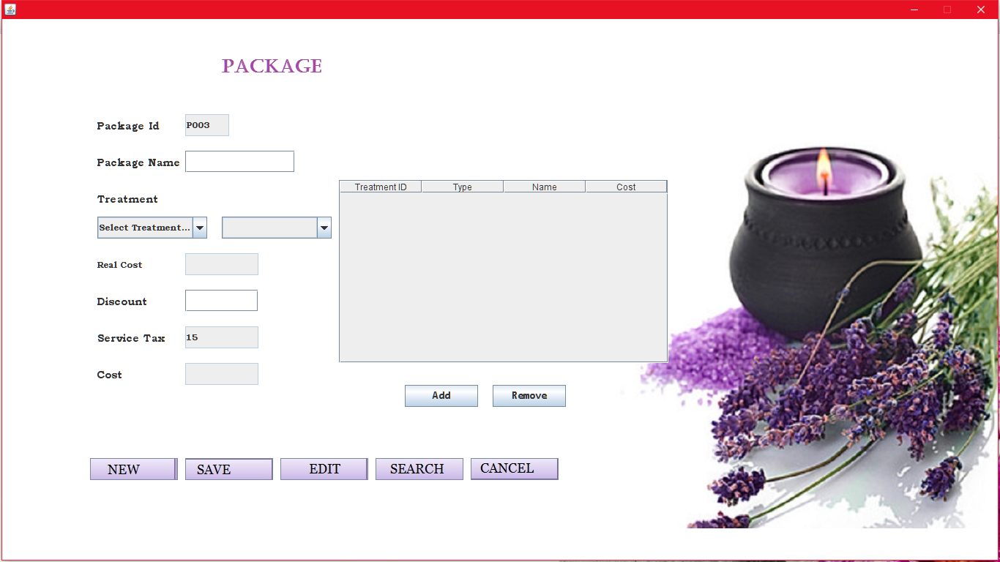 PACKAGE
Package Id P003
Package Name
Treatment
Select Treatment...
Treatment ID Type Name Cost
Real Cost
Discount
Service Tax 15
Cost
Add Remove
NEW SAVE EDIT SEARCH CANCEL